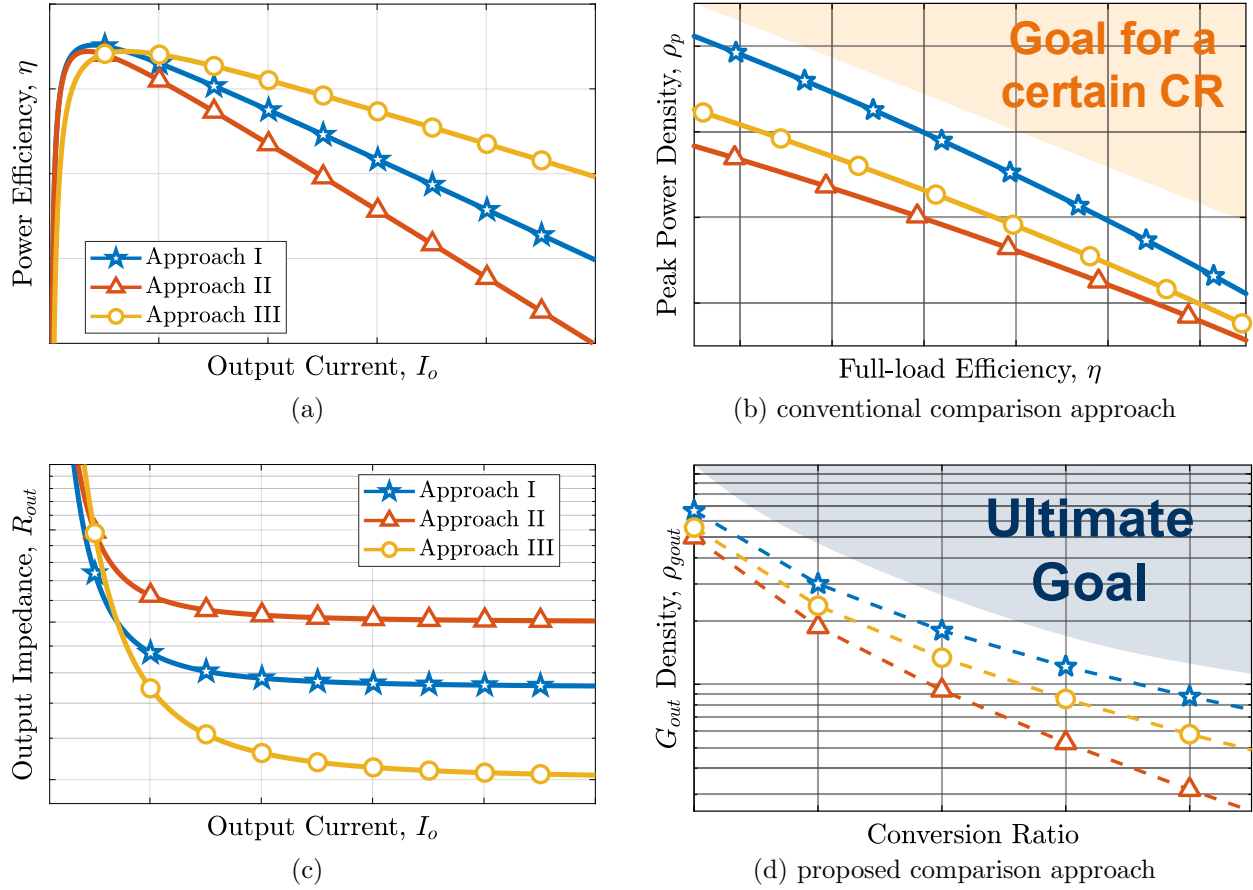 Power Efficiency, η
Approach I
Approach II
Approach III
Output Current, I_o
(a)
Peak Power Density, ρ_p
Goal for a
certain CR
Full-load Efficiency, η
(b) conventional comparison approach
Output Impedance, R_out
Approach I
Approach II
Approach III
Output Current, I_o
(c)
G_out Density, ρ_gout
Ultimate
Goal
Conversion Ratio
(d) proposed comparison approach